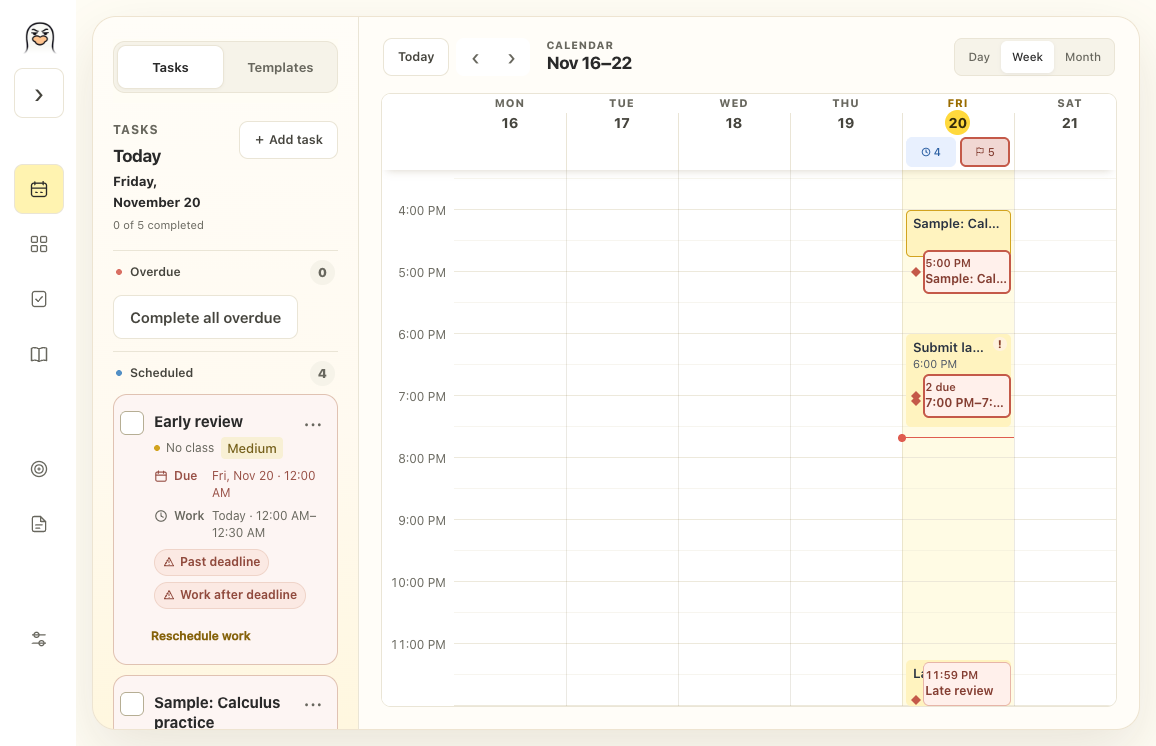 Tasks
Templates
TASKS
+ Add task
Today
Friday,
November 20
0 of 5 completed
Overdue
0
Complete all overdue
Scheduled
4
Early review
No class
Medium
Due
Fri, Nov 20 · 12:00
AM
Work
Today · 12:00 AM–
12:30 AM
Past deadline
Work after deadline
Reschedule work
Sample: Calculus
practice
Today
CALENDAR
Nov 16–22
Day
Week
Month
MON
16
TUE
17
WED
18
THU
19
FRI
20
SAT
21
4
5
4:00 PM
5:00 PM
6:00 PM
7:00 PM
8:00 PM
9:00 PM
10:00 PM
11:00 PM
Sample: Cal...
5:00 PM
Sample: Cal...
Submit la...
!
6:00 PM
2 due
7:00 PM–7:...
11:59 PM
Late review